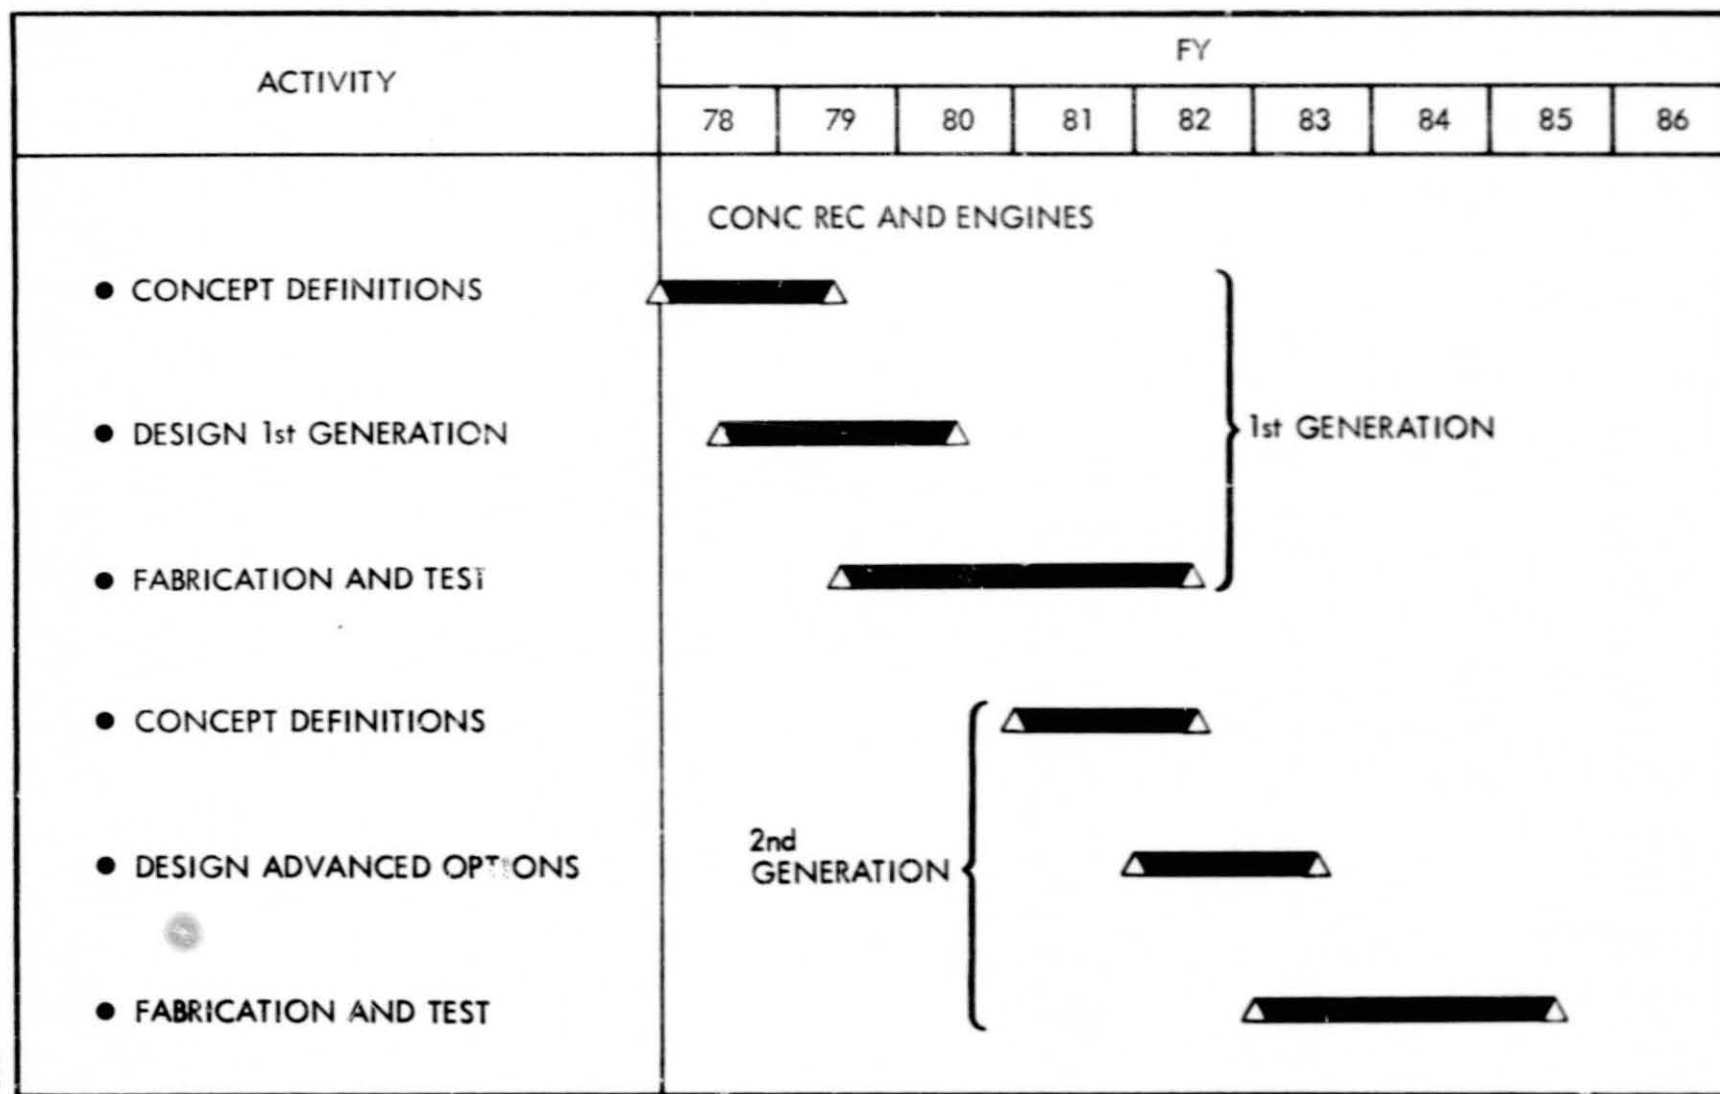 ACTIVITY
FY
78 79 80 81 82 83 84 85 86
CONC REC AND ENGINES
● CONCEPT DEFINITIONS
● DESIGN 1st GENERATION
1st GENERATION
● FABRICATION AND TEST
● CONCEPT DEFINITIONS
2nd
GENERATION
● DESIGN ADVANCED OPTIONS
● FABRICATION AND TEST